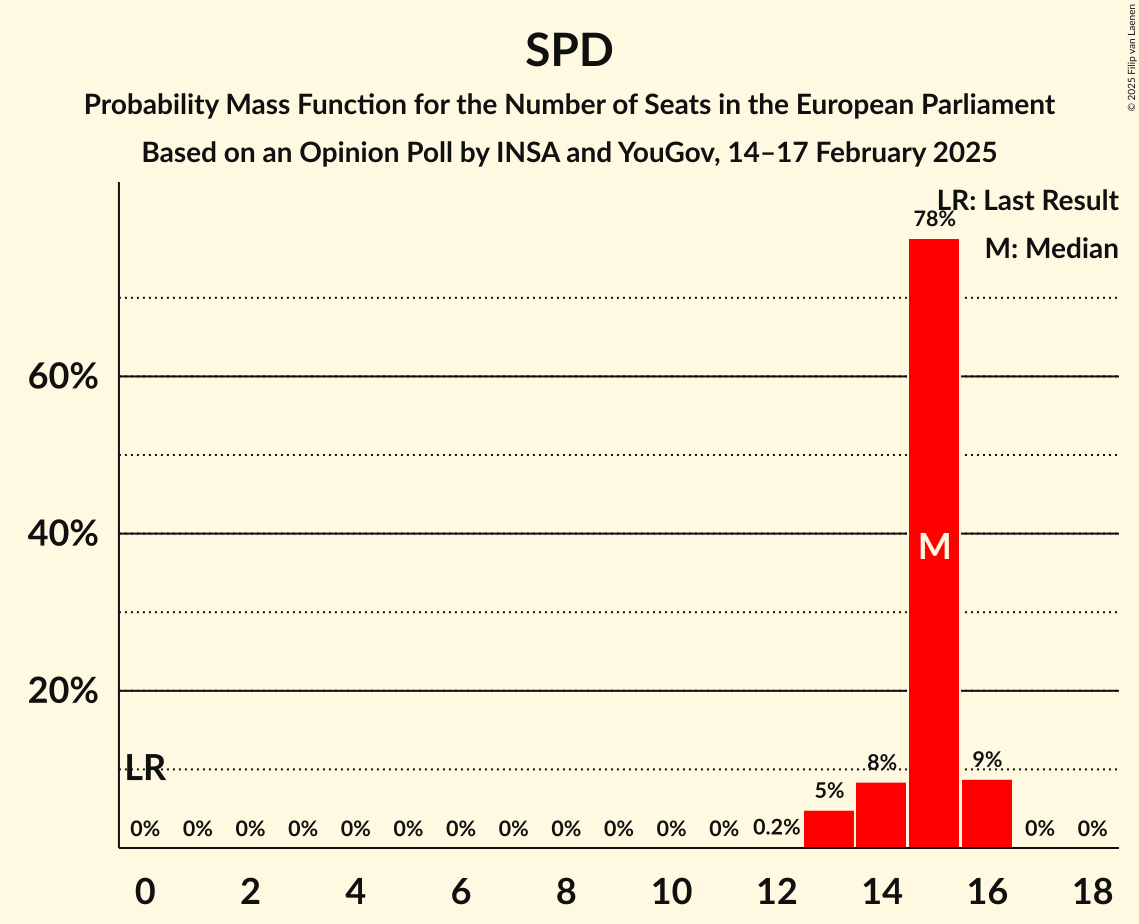 SPD
Probability Mass Function for the Number of Seats in the European Parliament
Based on an Opinion Poll by INSA and YouGov, 14–17 February 2025
© 2025 Filip van Laenen
LR: Last Result
M: Median
78%
60%
40%
M
20%
LR
0%
0%
0%
0%
0%
0%
0%
0%
0%
0%
0%
0%
0.2%
5%
8%
9%
0%
0%
0 2 4 6 8 10 12 14 16 18